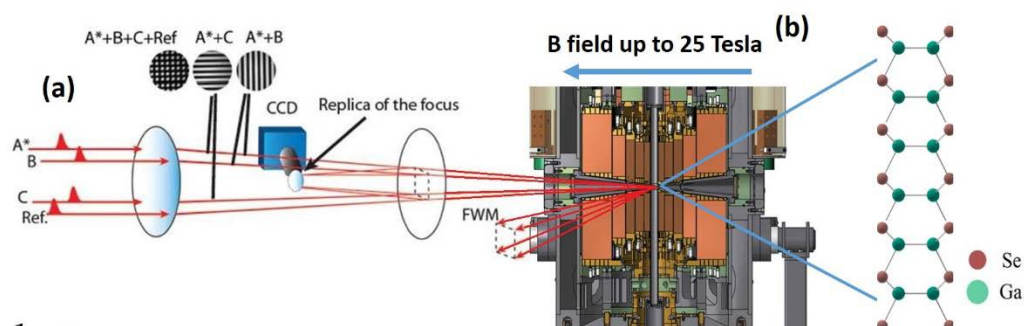 A*+B+C+Ref A*+C A*+B
(a)
CCD
Replica of the focus
A*
B
C
Ref.
FWM
B field up to 25 Tesla
(b)
Se
Ga